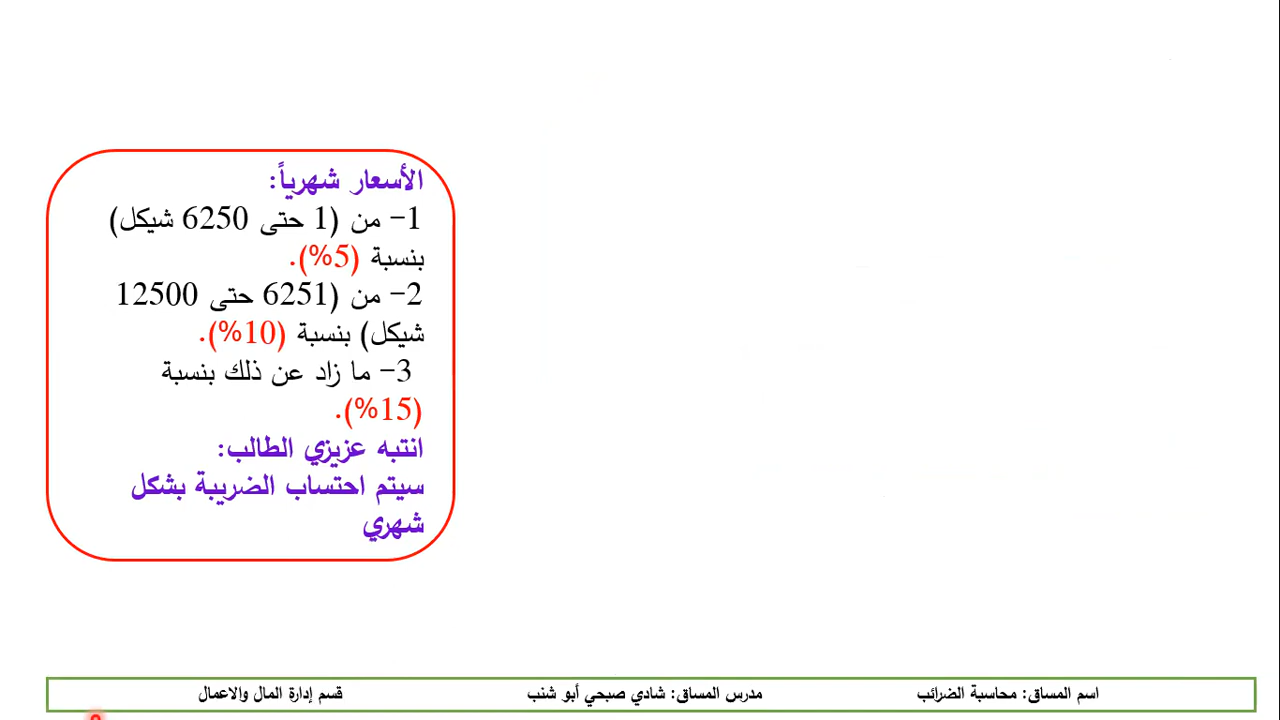 الأسعار شهرياً:
1- من (1 حتى 6250 شيكل)
بنسبة (5%).
2- من (6251 حتى 12500
شيكل) بنسبة (10%).
3- ما زاد عن ذلك بنسبة
(15%).
انتبه عزيزي الطالب:
سيتم احتساب الضريبة بشكل
شهري
اسم المساق: محاسبة الضرائب مدرس المساق: شادي صبحي أبو شنب قسم إدارة المال والاعمال